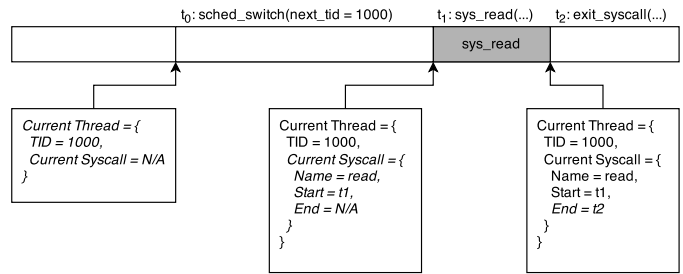 t0: sched_switch(next_tid = 1000)
t1: sys_read(...)
t2: exit_syscall(...)
sys_read
Current Thread = {
TID = 1000,
Current Syscall = N/A
}
Current Thread = {
TID = 1000,
Current Syscall = {
Name = read,
Start = t1,
End = N/A
}
}
Current Thread = {
TID = 1000,
Current Syscall = {
Name = read,
Start = t1,
End = t2
}
}